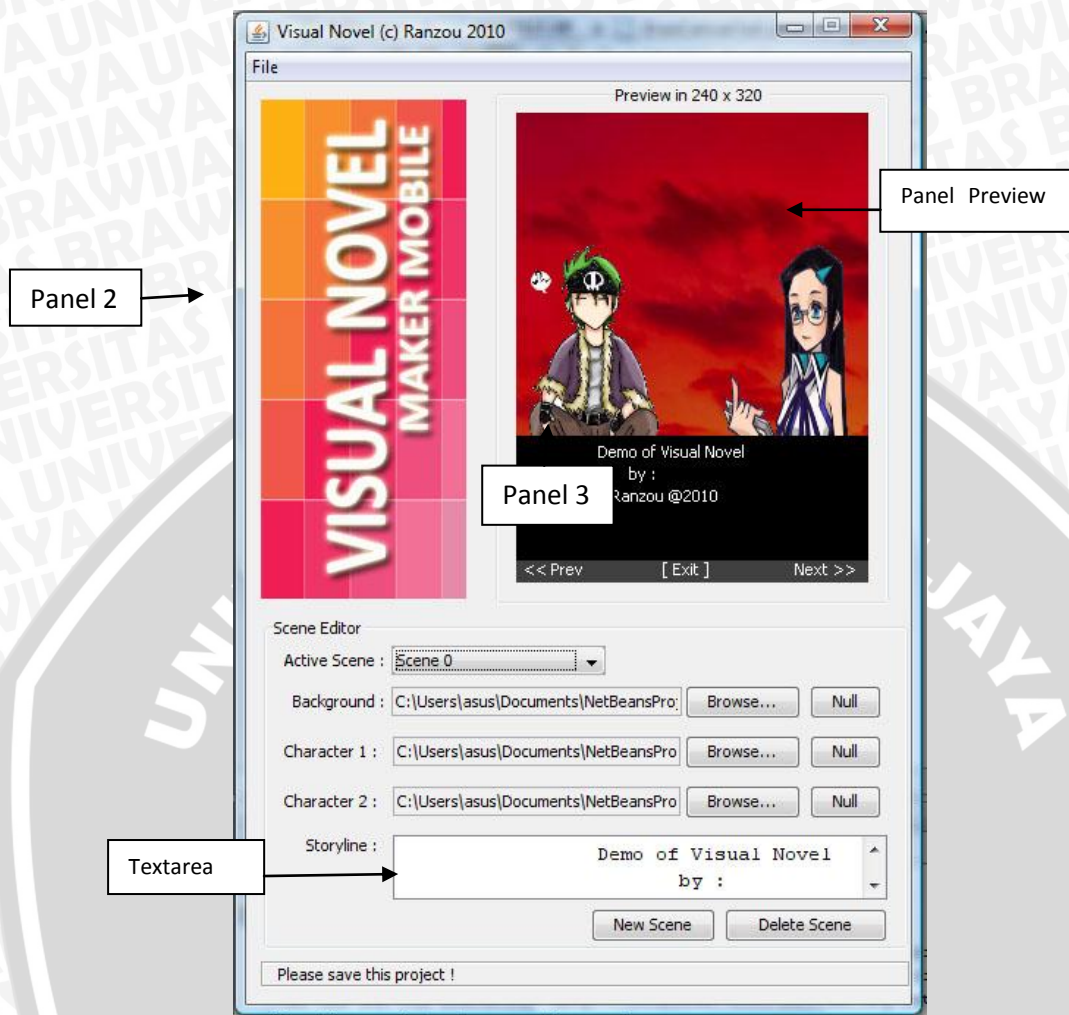 Visual Novel (c) Ranzou 2010
File
VISUAL NOVEL
MAKER MOBILE
Preview in 240 x 320
Panel Preview
Panel 2
Demo of Visual Novel
by :
Panel 3
Ranzou @2010
<< Prev [ Exit ] Next >>
Scene Editor
Active Scene : Scene 0
Background : C:\Users\asus\Documents\NetBeansPro Browse... Null
Character 1 : C:\Users\asus\Documents\NetBeansPro Browse... Null
Character 2 : C:\Users\asus\Documents\NetBeansPro Browse... Null
Storyline : Demo of Visual Novel
by :
Textarea
New Scene Delete Scene
Please save this project !